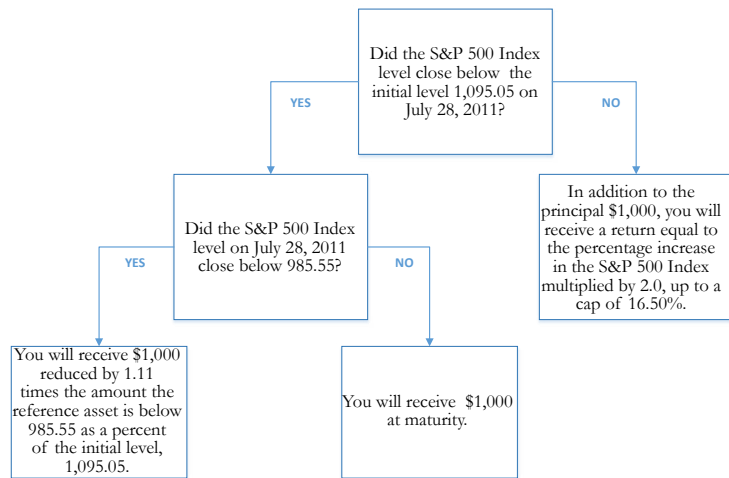 Did the S&P 500 Index
level close below the
initial level 1,095.05 on
July 28, 2011?
YES
NO
Did the S&P 500 Index
level on July 28, 2011
close below 985.55?
In addition to the
principal $1,000, you will
receive a return equal to
the percentage increase
in the S&P 500 Index
multiplied by 2.0, up to a
cap of 16.50%.
YES
NO
You will receive $1,000
reduced by 1.11
times the amount the
reference asset is below
985.55 as a percent
of the initial level,
1,095.05.
You will receive $1,000
at maturity.